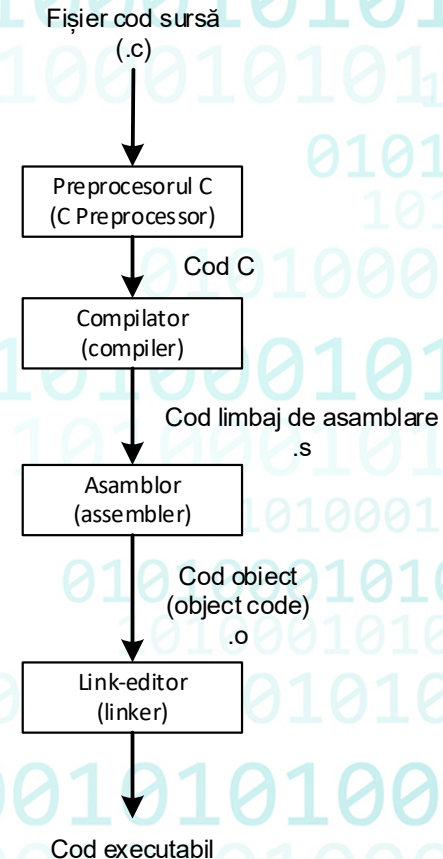 Fișier cod sursă
(.c)
Preprocesorul C
(C Preprocessor)
Cod C
Compilator
(compiler)
Cod limbaj de asamblare
.s
Asamblor
(assembler)
Cod obiect
(object code)
.o
Link-editor
(linker)
Cod executabil